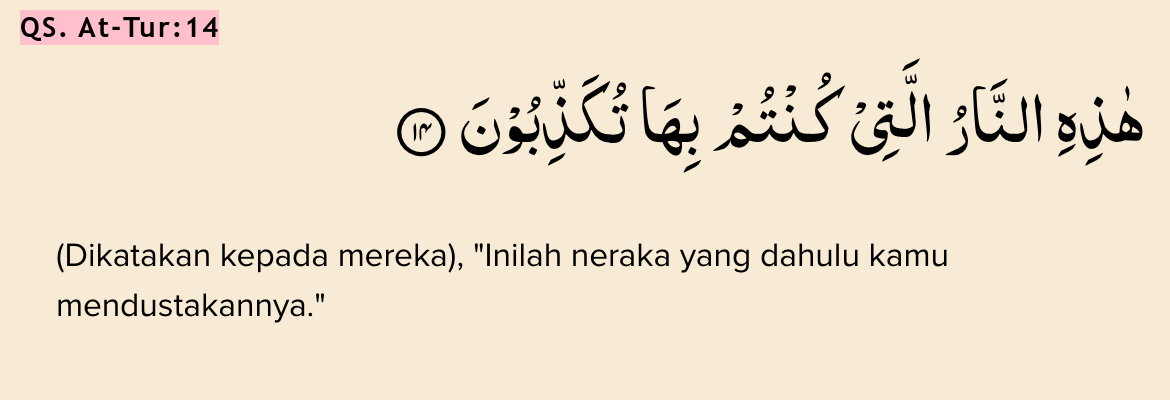 QS. At-Tur:14
هٰذِهِ النَّارُ الَّتِيْ كُنْتُمْ بِهَا تُكَذِّبُوْنَ ١٤
(Dikatakan kepada mereka), "Inilah neraka yang dahulu kamu
mendustakannya."